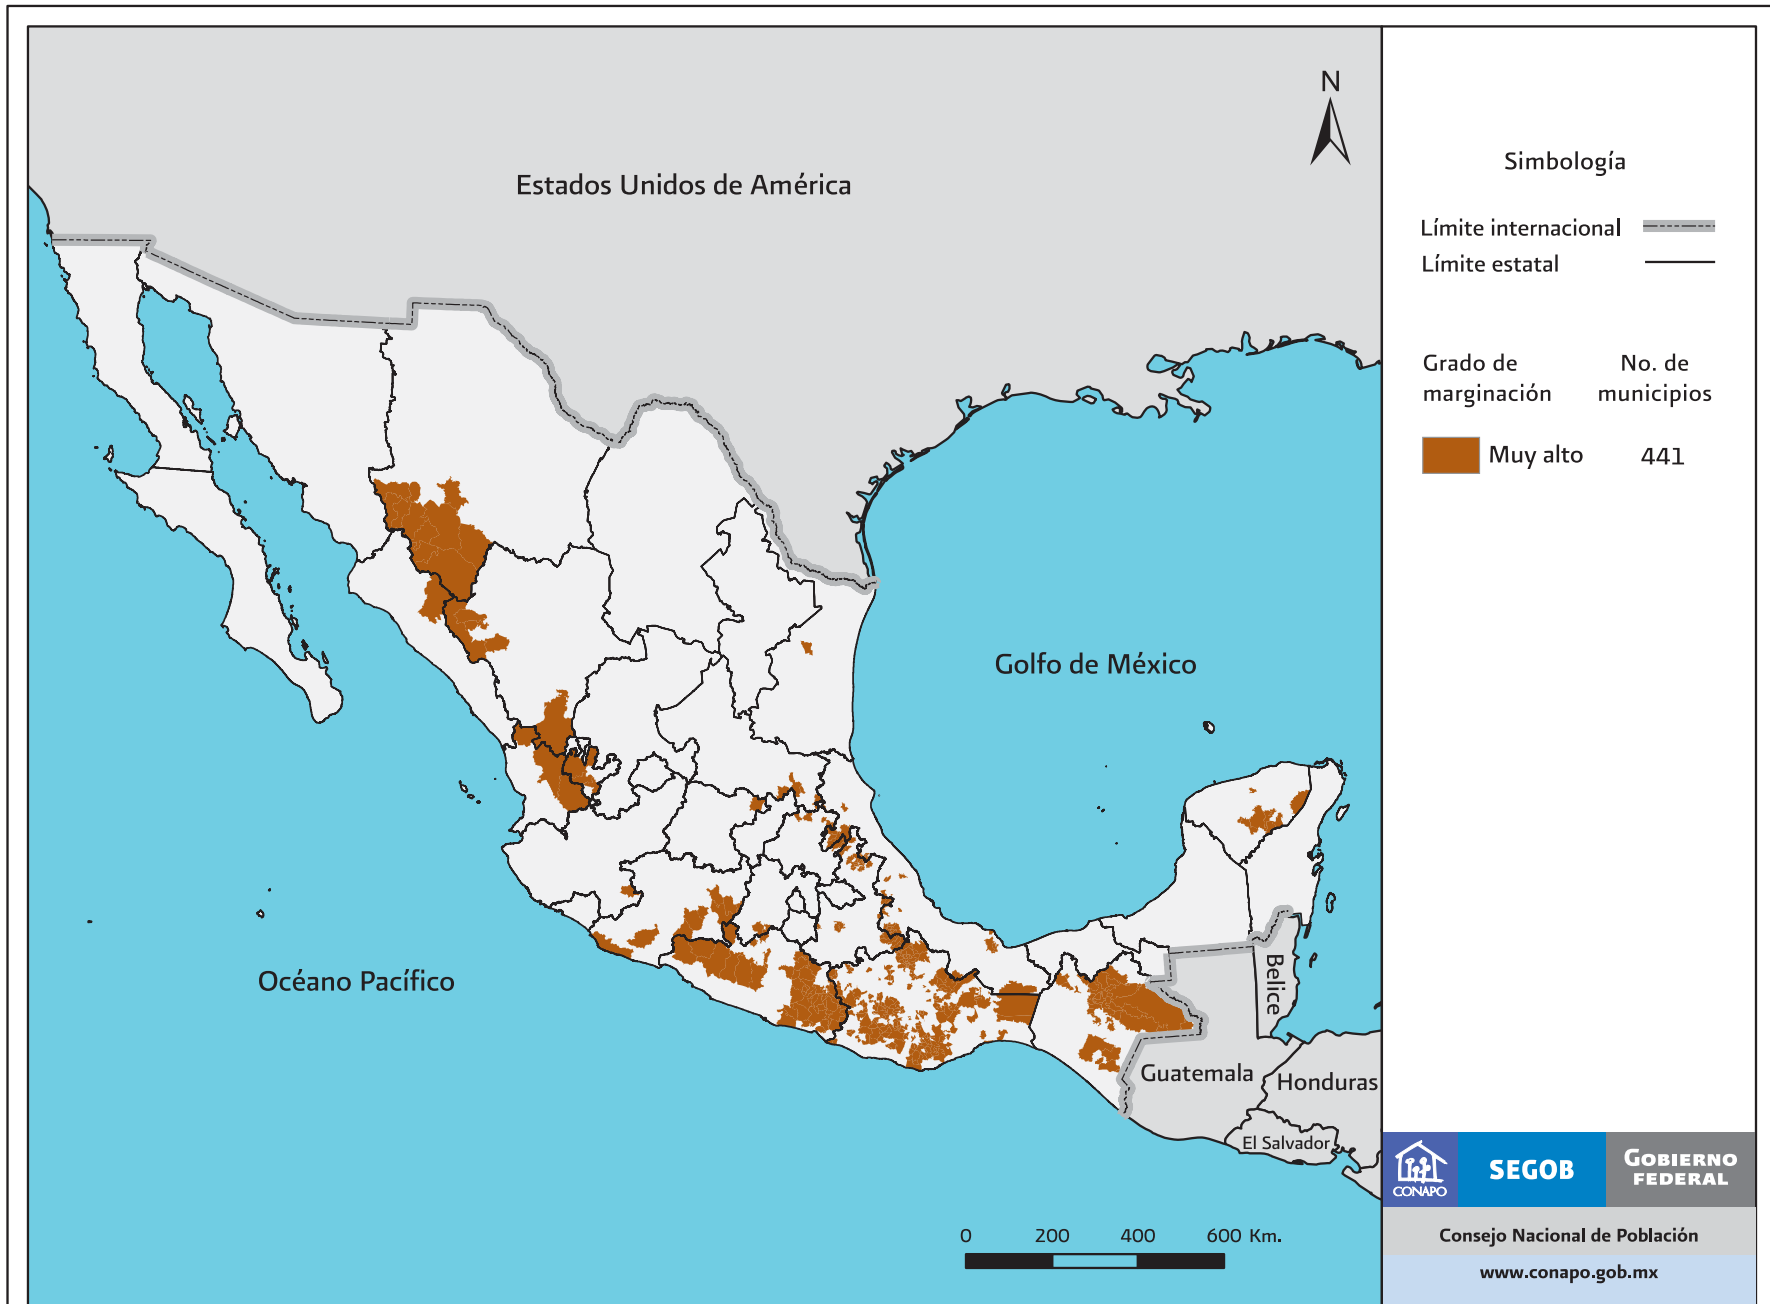 N
Estados Unidos de América
Golfo de México
Océano Pacífico
Belice
Guatemala
Honduras
El Salvador
0 200 400 600 Km.
Simbología
Límite internacional
Límite estatal
Grado de marginación
No. de municipios
Muy alto 441
CONAPO
SEGOB
GOBIERNO
FEDERAL
Consejo Nacional de Población
www.conapo.gob.mx